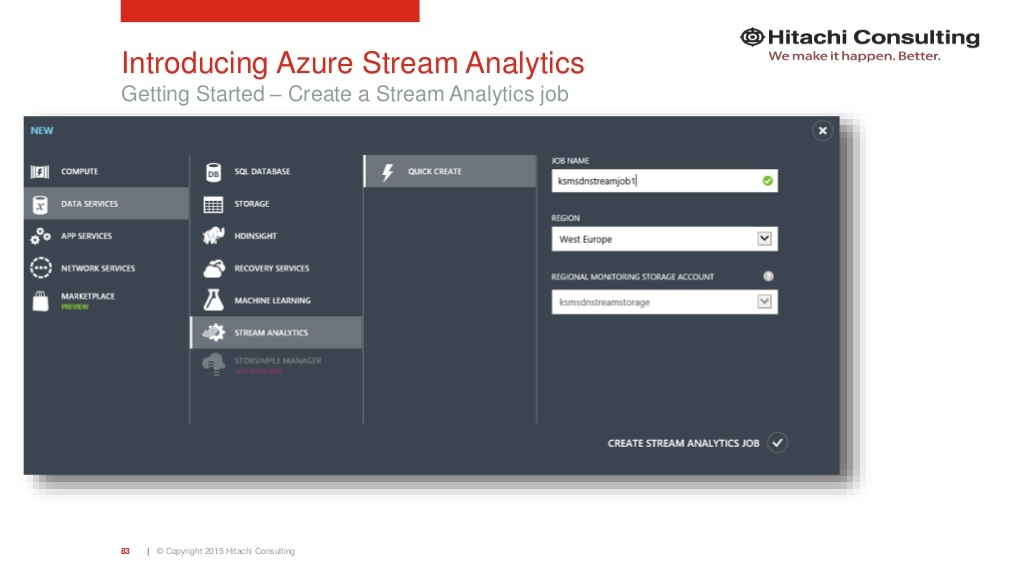 Hitachi Consulting
We make it happen. Better.
Introducing Azure Stream Analytics
Getting Started – Create a Stream Analytics job
NEW
COMPUTE
DATA SERVICES
APP SERVICES
NETWORK SERVICES
MARKETPLACE
PREVIEW
SQL DATABASE
STORAGE
HDINSIGHT
RECOVERY SERVICES
MACHINE LEARNING
STREAM ANALYTICS
STORSIMPLE MANAGER
QUICK CREATE
JOB NAME
ksmsdnstreamjob1
REGION
West Europe
REGIONAL MONITORING STORAGE ACCOUNT
ksmsdnstreamstorage
CREATE STREAM ANALYTICS JOB
83 | © Copyright 2015 Hitachi Consulting